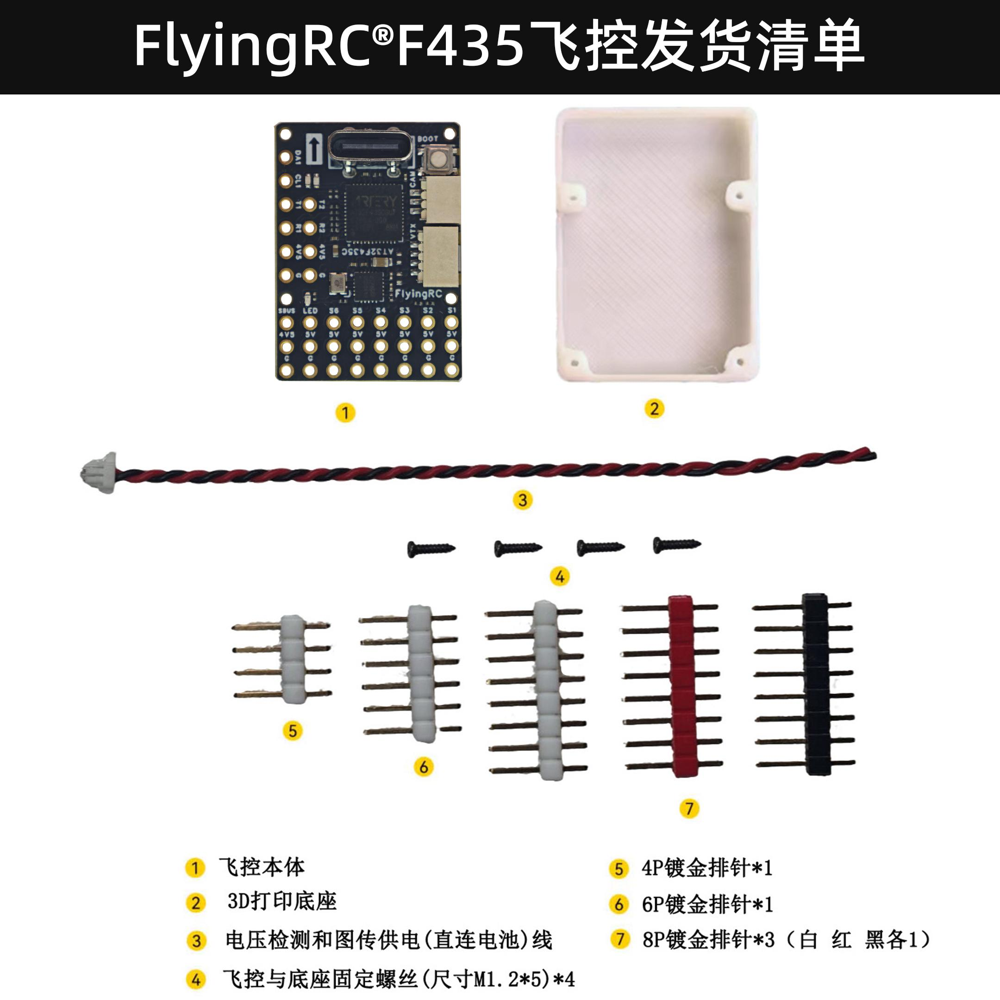 FlyingRC®F435飞控发货清单
BOOT
DA1
CL1
CAM
T1
T2
ARTERY
R1
R2
VTX
4V5
4V5
AT32F435C
G
G
FlyingRC
SBUS LED S6 S5 S4 S3 S2 S1
4V5 5V 5V 5V 5V 5V 5V 5V
G G G G G G G G
1
2
3
4
5
6
7
1 飞控本体
2 3D打印底座
3 电压检测和图传供电(直连电池)线
4 飞控与底座固定螺丝(尺寸M1.2*5)*4
5 4P镀金排针*1
6 6P镀金排针*1
7 8P镀金排针*3（白 红 黑各1）